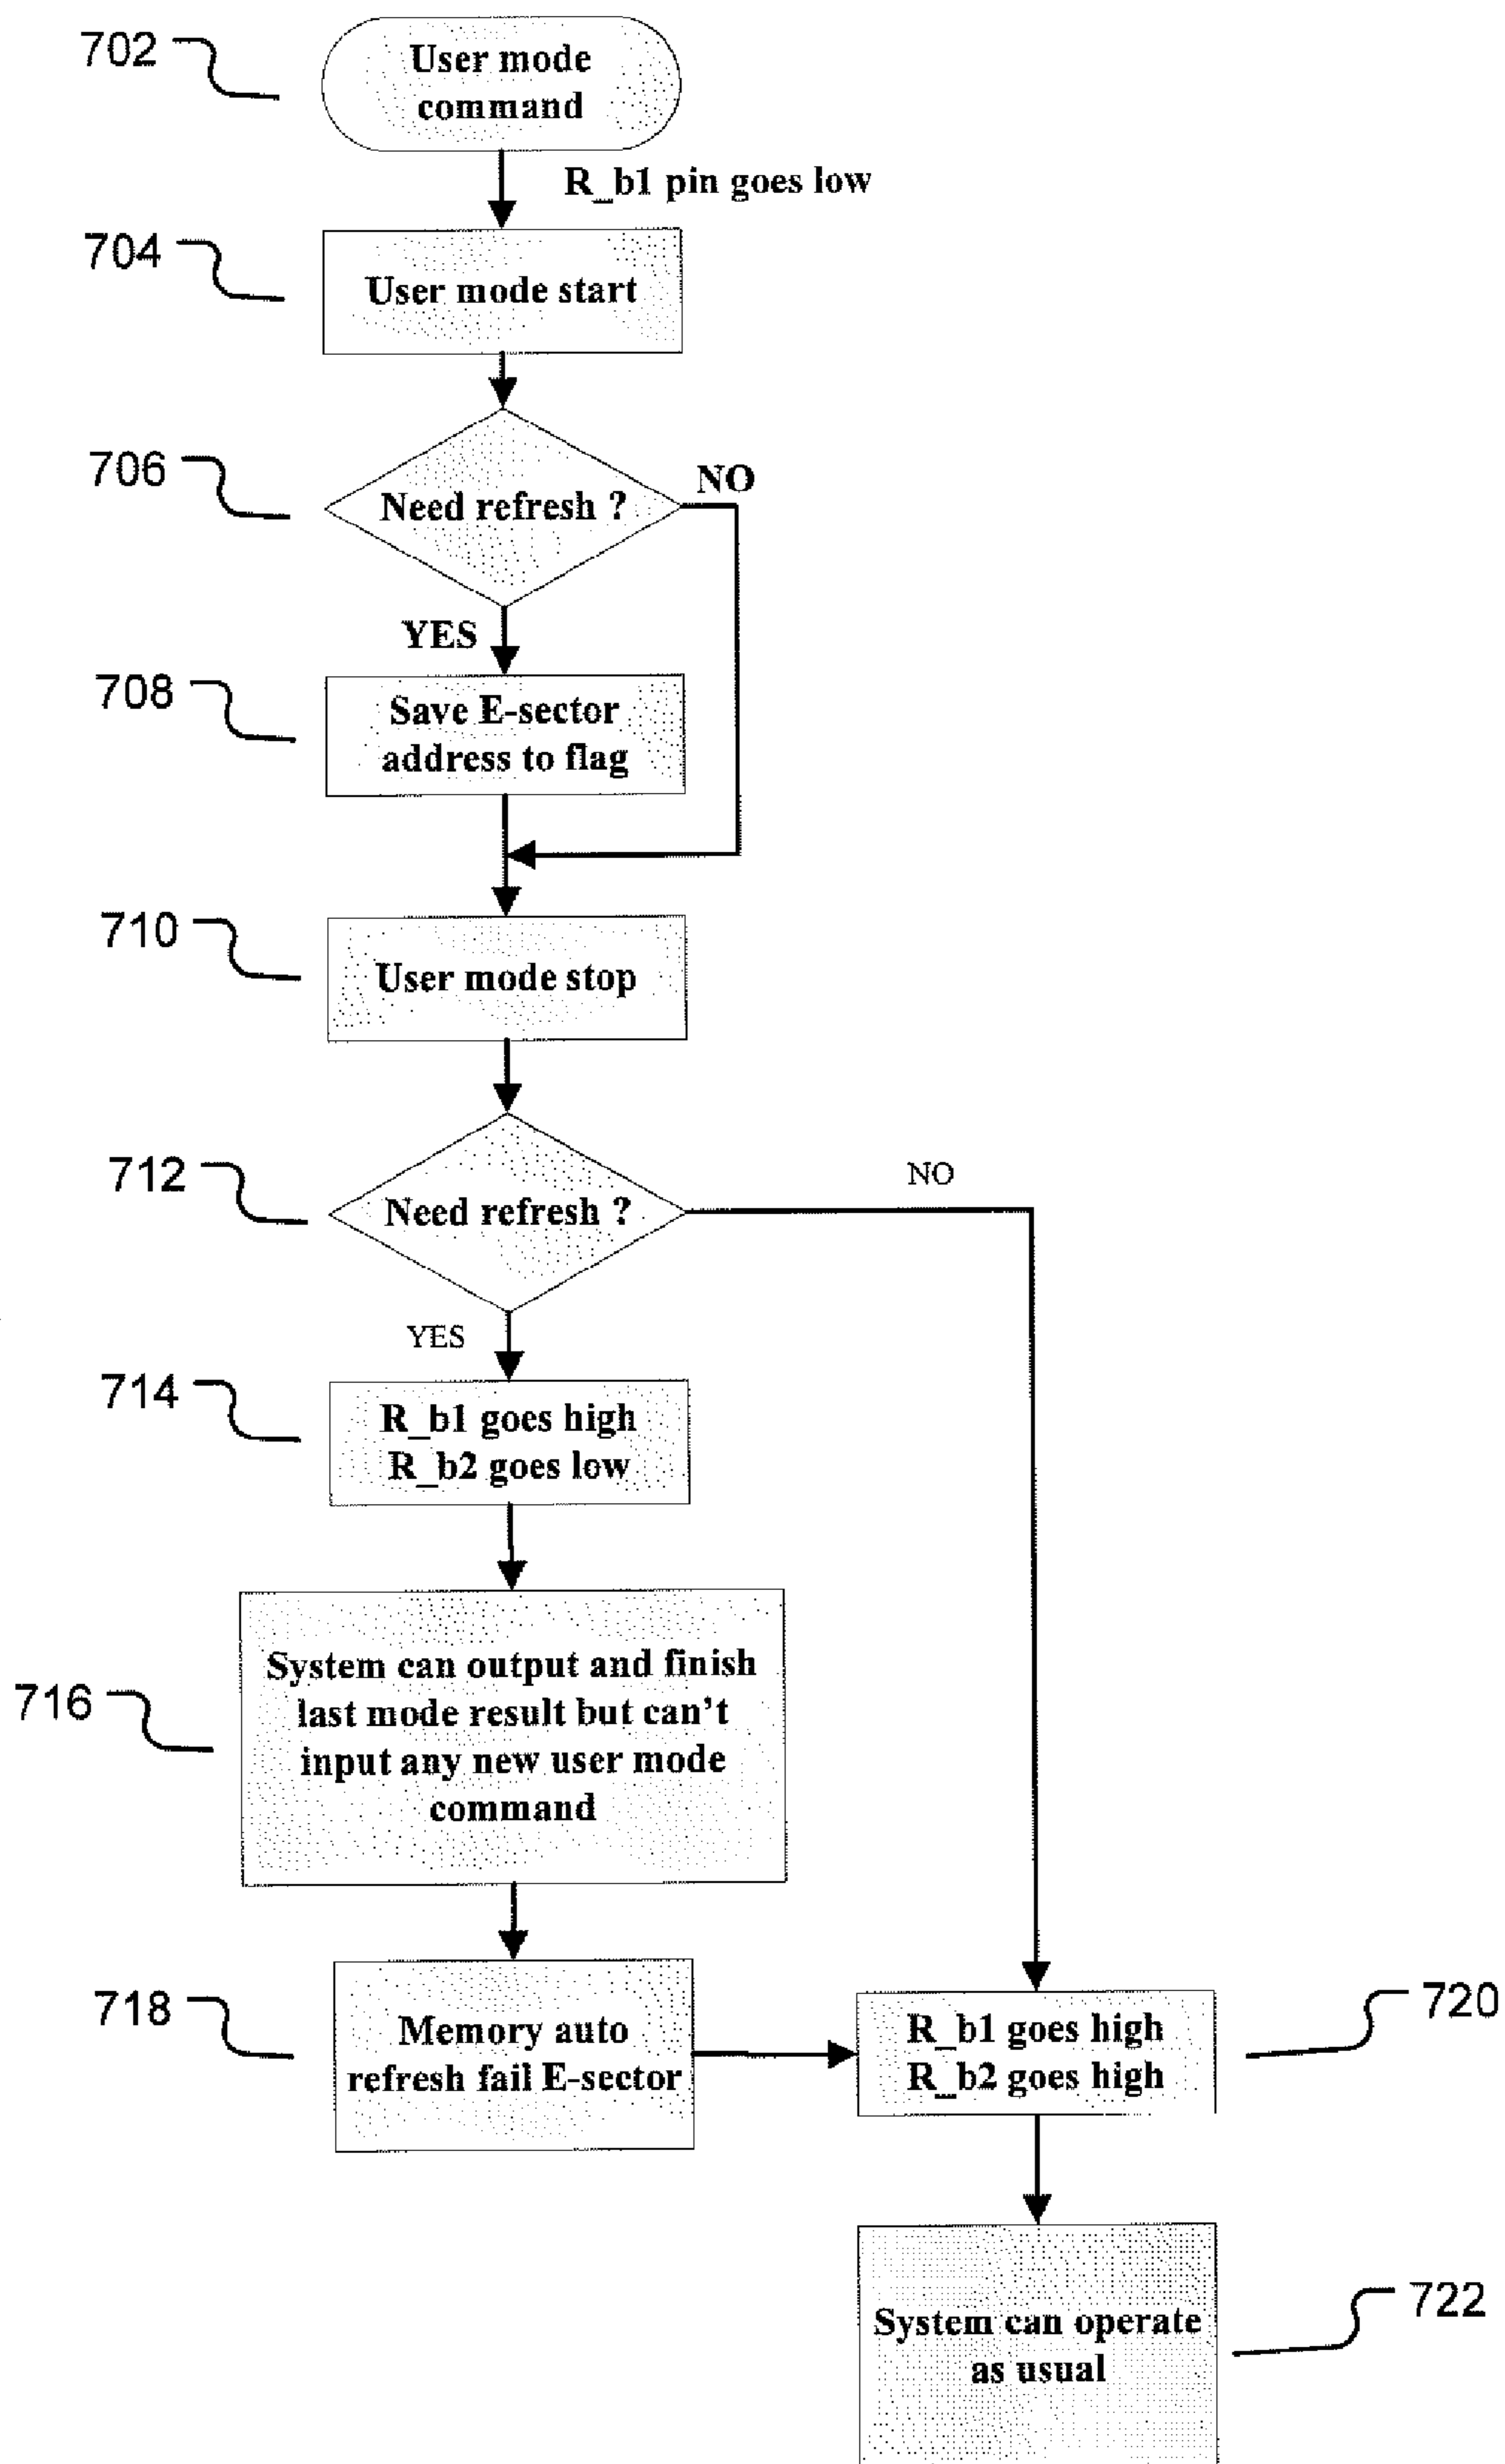 702
User mode
command
R_b1 pin goes low
704
User mode start
706
Need refresh ?
NO
YES
708
Save E-sector
address to flag
710
User mode stop
712
Need refresh ?
NO
YES
714
R_b1 goes high
R_b2 goes low
716
System can output and finish
last mode result but can't
input any new user mode
command
718
Memory auto
refresh fail E-sector
720
R_b1 goes high
R_b2 goes high
722
System can operate
as usual